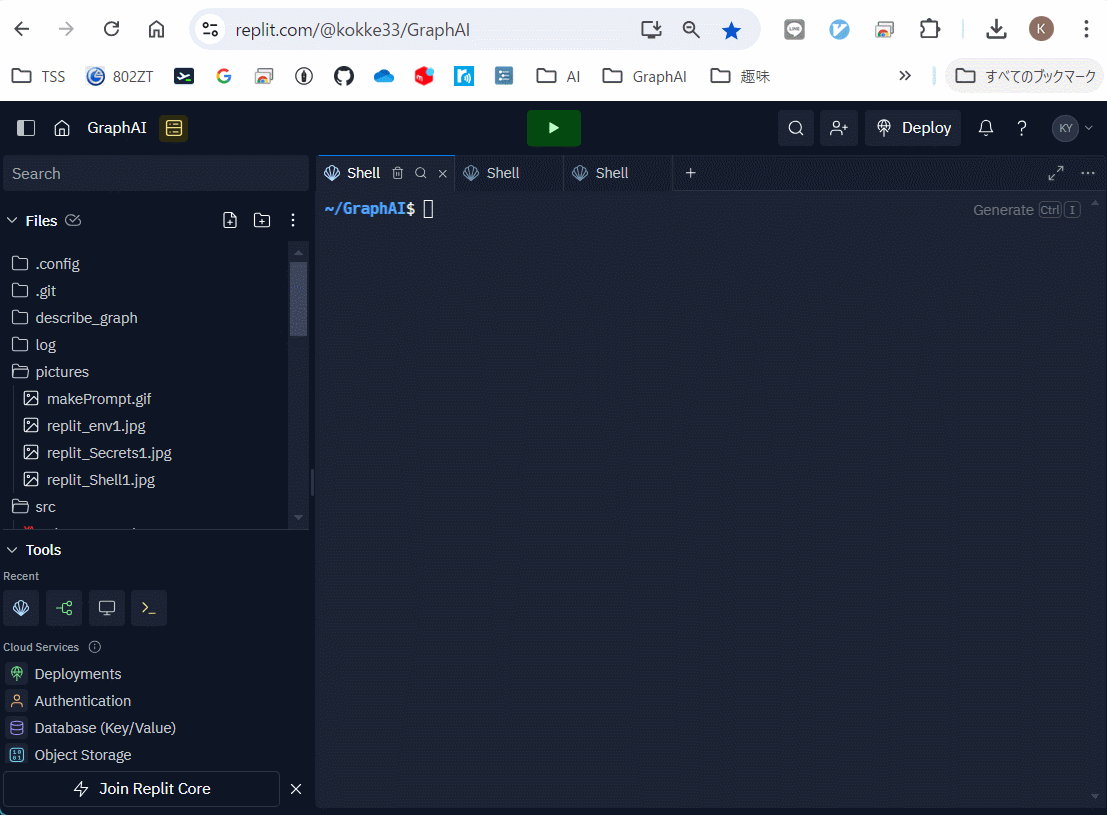 replit.com/@kokke33/GraphAI
K
TSS
802ZT
AI
GraphAI
趣味
すべてのブックマーク
GraphAI
Deploy
KY
Search
Shell
Shell
Shell
Files
~/GraphAI$
Generate Ctrl I
.config
.git
describe_graph
log
pictures
makePrompt.gif
replit_env1.jpg
replit_Secrets1.jpg
replit_Shell1.jpg
src
Tools
Recent
Cloud Services
Deployments
Authentication
Database (Key/Value)
Object Storage
Join Replit Core